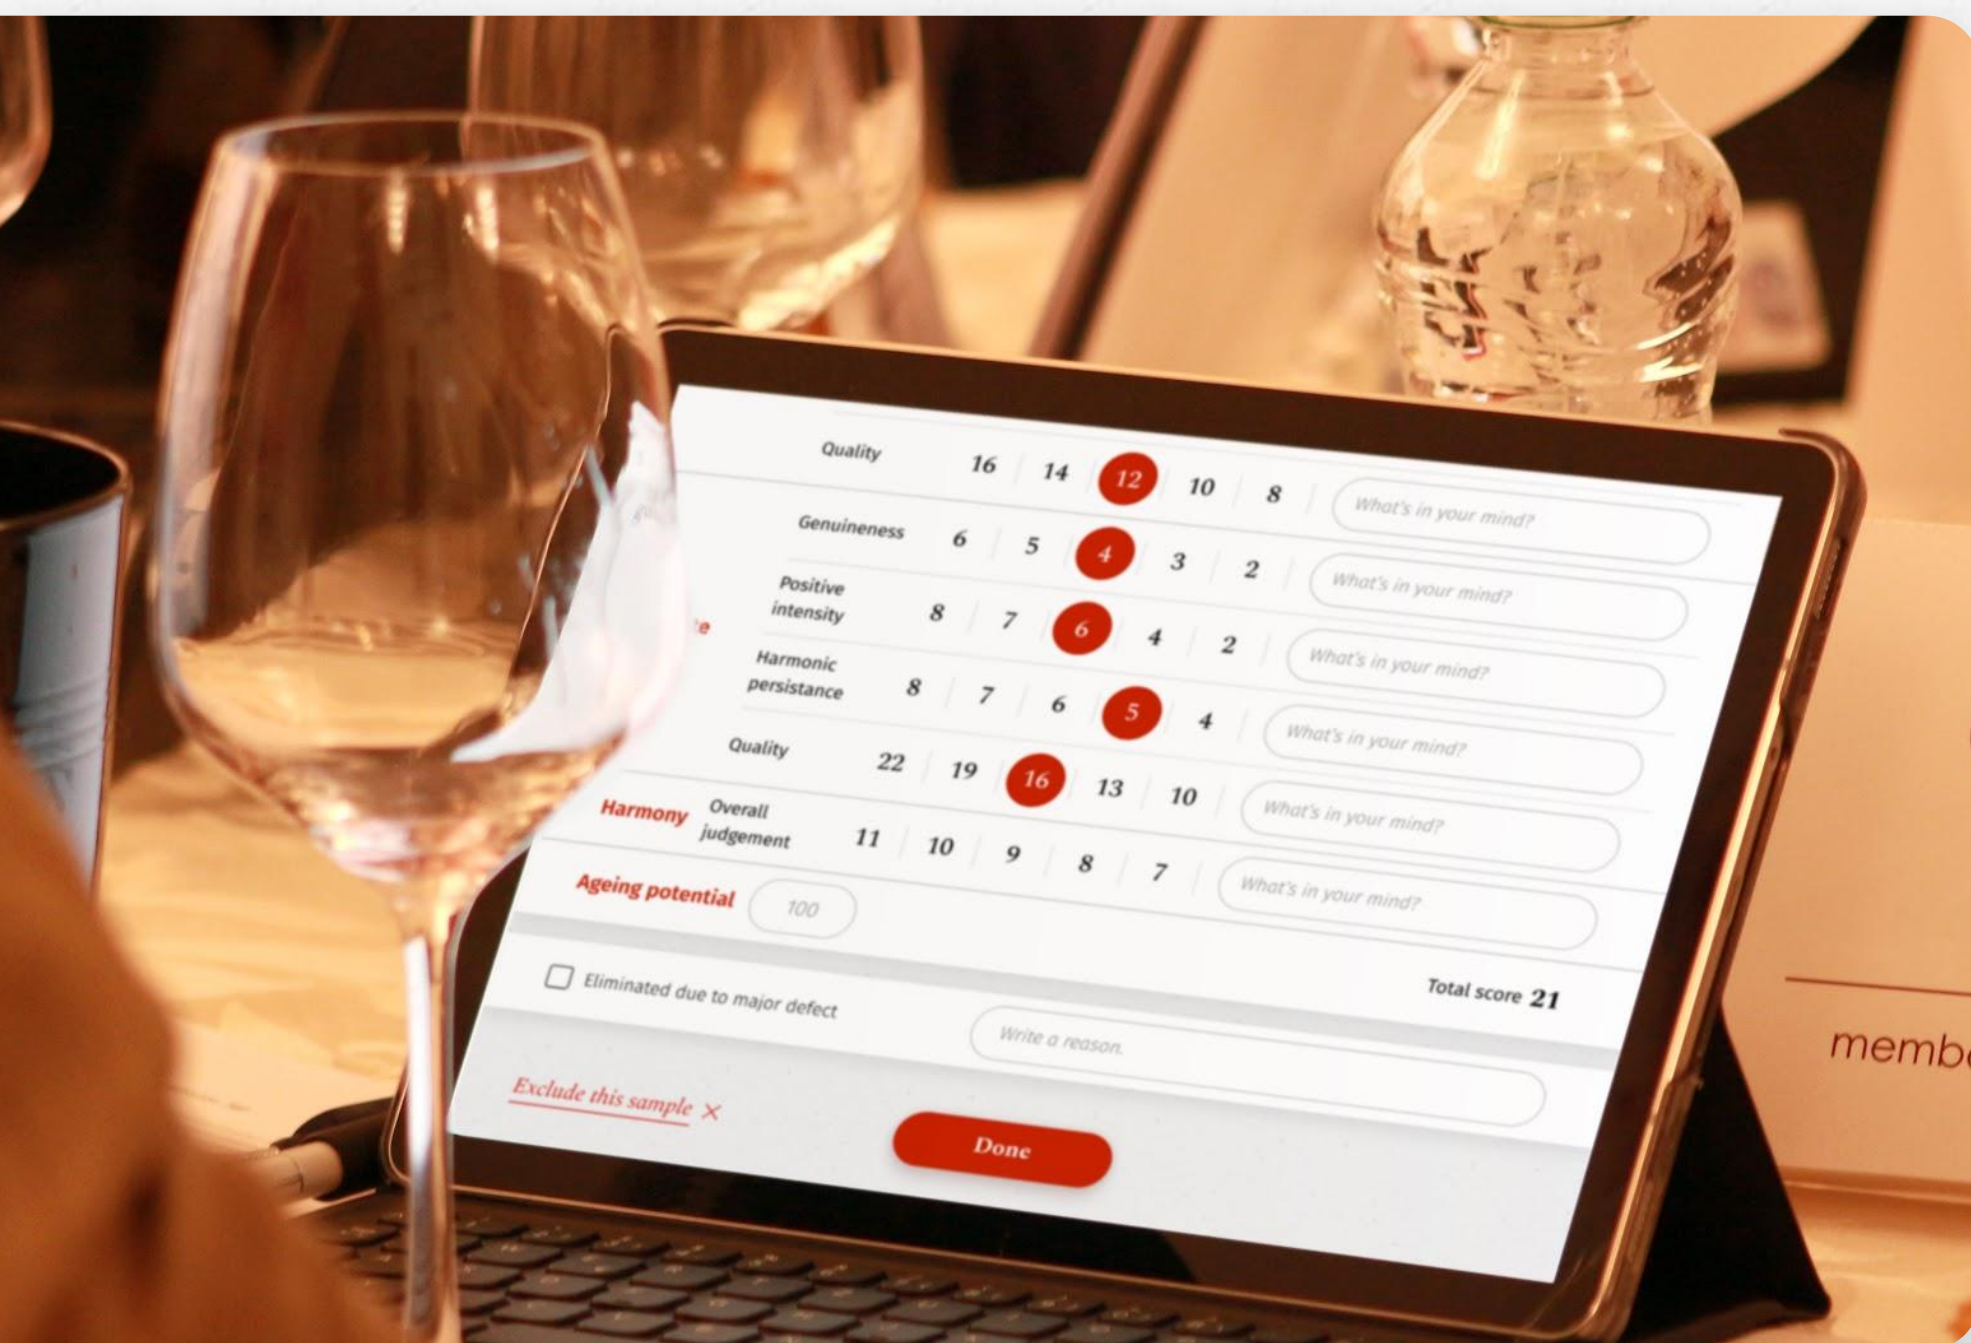 Quality 16 14 12 10 8 What's in your mind?
Genuineness 6 5 4 3 2 What's in your mind?
Positive
intensity 8 7 6 4 2 What's in your mind?
Harmonic
persistance 8 7 6 5 4 What's in your mind?
Quality 22 19 16 13 10 What's in your mind?
Harmony Overall
judgement 11 10 9 8 7 What's in your mind?
Ageing potential 100
Total score 21
Eliminated due to major defect Write a reason.
Exclude this sample
Done